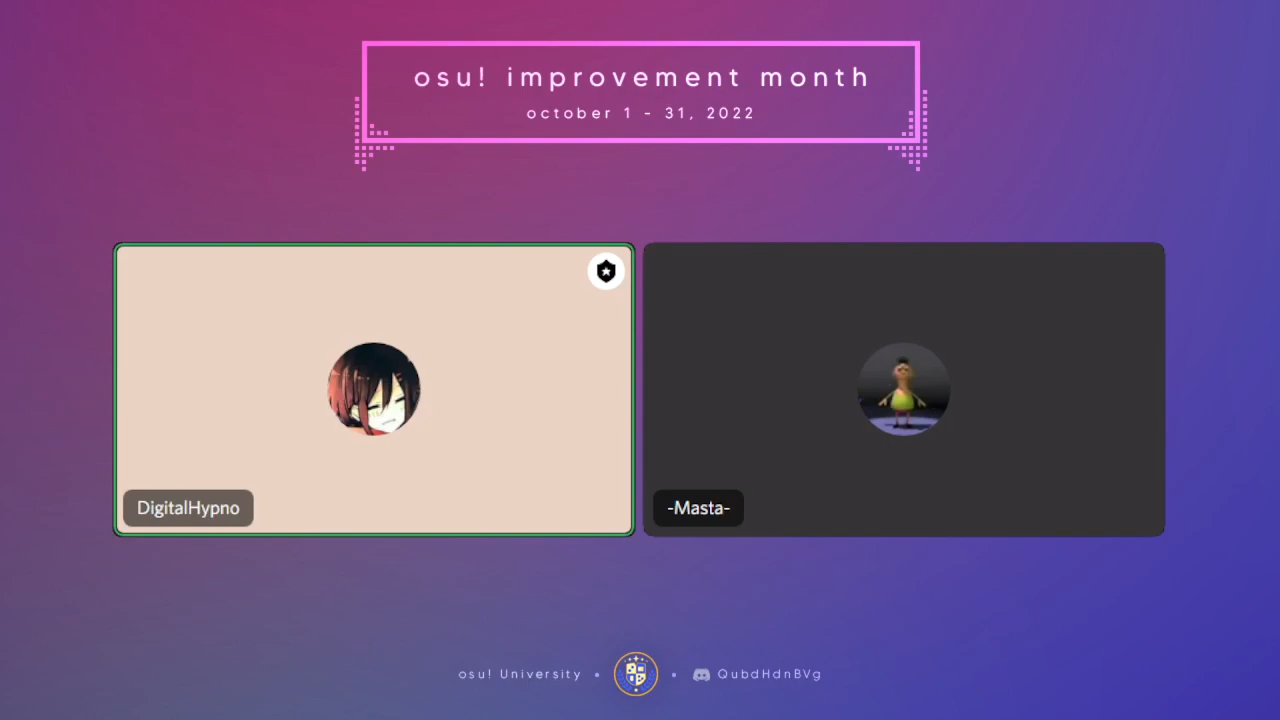 osu! improvement month
october 1 - 31, 2022
DigitalHypno
-Masta-
osu! University • QubdHdnBVg